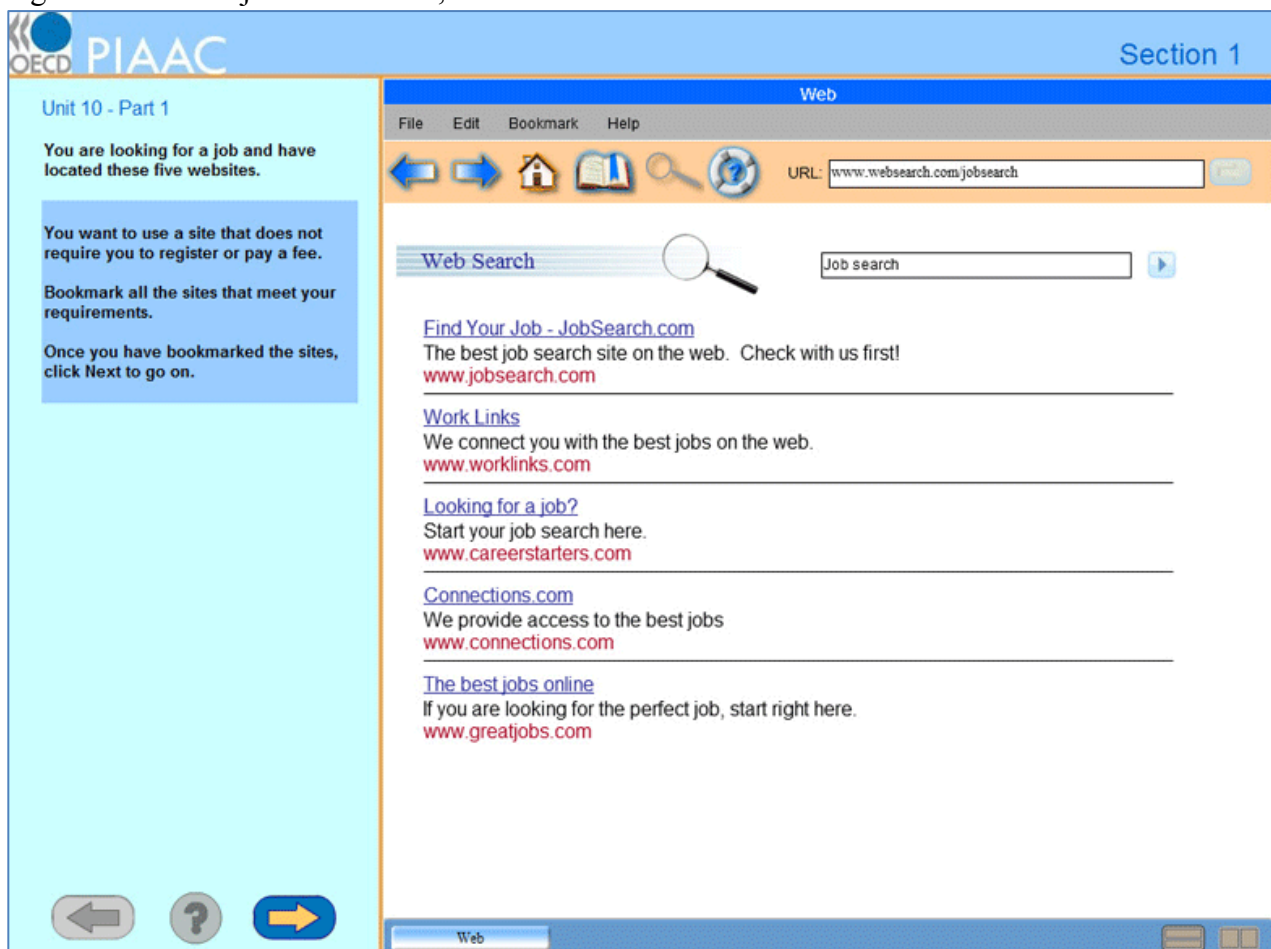 OECD PIAAC
Section 1
Unit 10 - Part 1
You are looking for a job and have
located these five websites.
You want to use a site that does not
require you to register or pay a fee.
Bookmark all the sites that meet your
requirements.
Once you have bookmarked the sites,
click Next to go on.
?
Web
File Edit Bookmark Help
? URL: www.websearch.com/jobsearch
Web Search
Job search
Find Your Job - JobSearch.com
The best job search site on the web.  Check with us first!
www.jobsearch.com
Work Links
We connect you with the best jobs on the web.
www.worklinks.com
Looking for a job?
Start your job search here.
www.careerstarters.com
Connections.com
We provide access to the best jobs
www.connections.com
The best jobs online
If you are looking for the perfect job, start right here.
www.greatjobs.com
Web